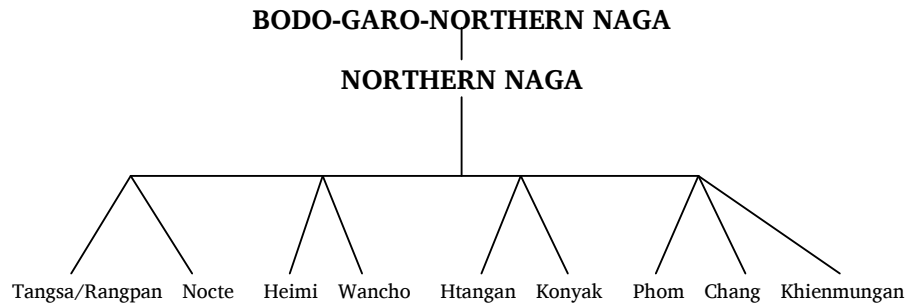 BODO-GARO-NORTHERN NAGA
NORTHERN NAGA
Tangsa/Rangpan Nocte Heimi Wancho Htangan Konyak Phom Chang Khienmungan